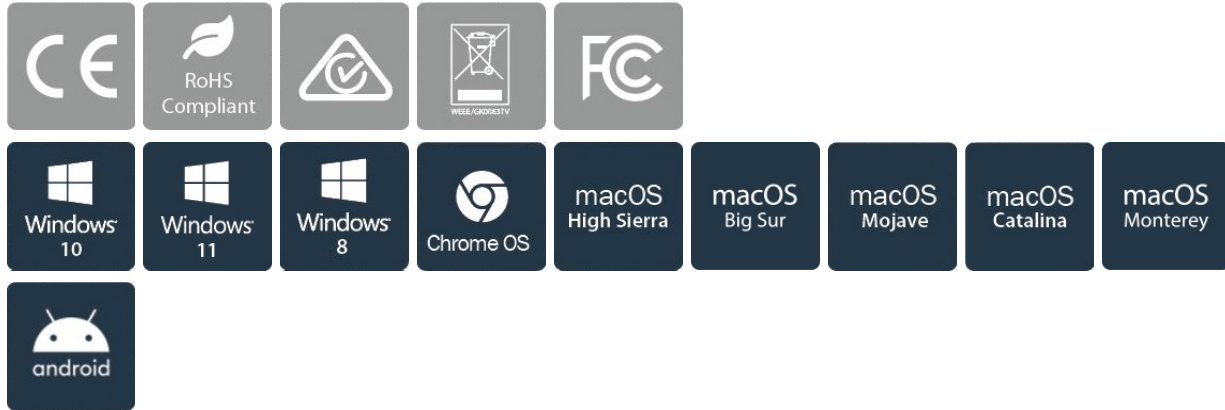 CE
RoHS
Compliant
WEEE/GK0063TV
FC
Windows
10
Windows
11
Windows
8
Chrome OS
macOS
High Sierra
macOS
Big Sur
macOS
Mojave
macOS
Catalina
macOS
Monterey
android